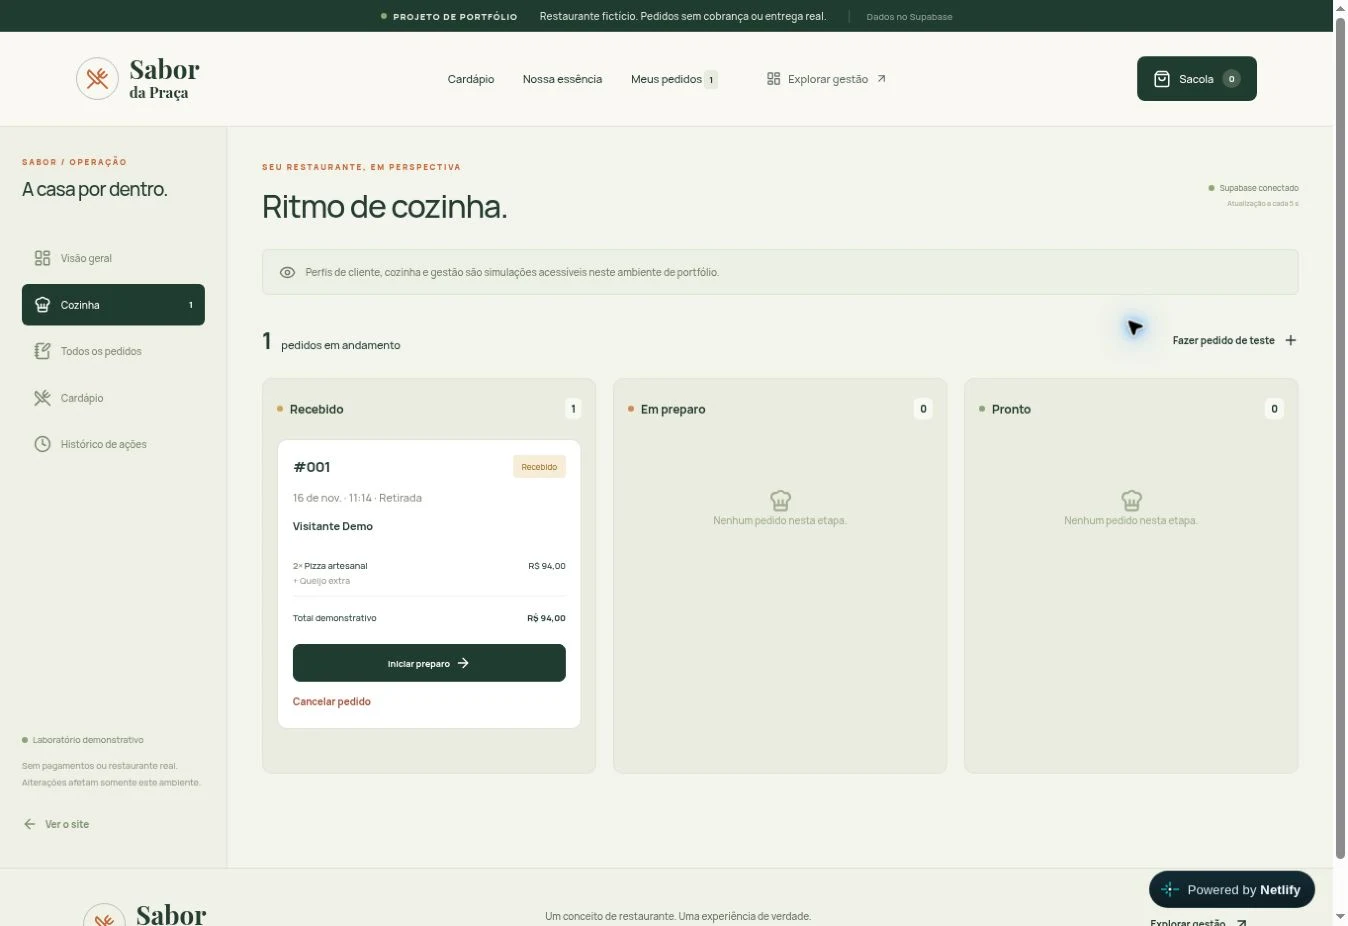 PROJETO DE PORTFÓLIO Restaurante fictício. Pedidos sem cobrança ou entrega real. Dados no Supabase
Sabor
da Praça
Cardápio Nossa essência Meus pedidos 1 Explorar gestão
Sacola 0
SABOR / OPERAÇÃO
A casa por dentro.
Visão geral
Cozinha 1
Todos os pedidos
Cardápio
Histórico de ações
Laboratório demonstrativo
Sem pagamentos ou restaurante real.
Alterações afetam somente este ambiente.
Ver o site
SEU RESTAURANTE, EM PERSPECTIVA
Ritmo de cozinha.
Supabase conectado
Atualização a cada 5 s
Perfis de cliente, cozinha e gestão são simulações acessíveis neste ambiente de portfólio.
1 pedidos em andamento
Fazer pedido de teste
Recebido 1
#001 Recebido
16 de nov. · 11:14 · Retirada
Visitante Demo
2× Pizza artesanal R$ 94,00
+ Queijo extra
Total demonstrativo R$ 94,00
Iniciar preparo
Cancelar pedido
Em preparo 0
Nenhum pedido nesta etapa.
Pronto 0
Nenhum pedido nesta etapa.
Powered by Netlify
Sabor
Um conceito de restaurante. Uma experiência de verdade.
Explorar gestão